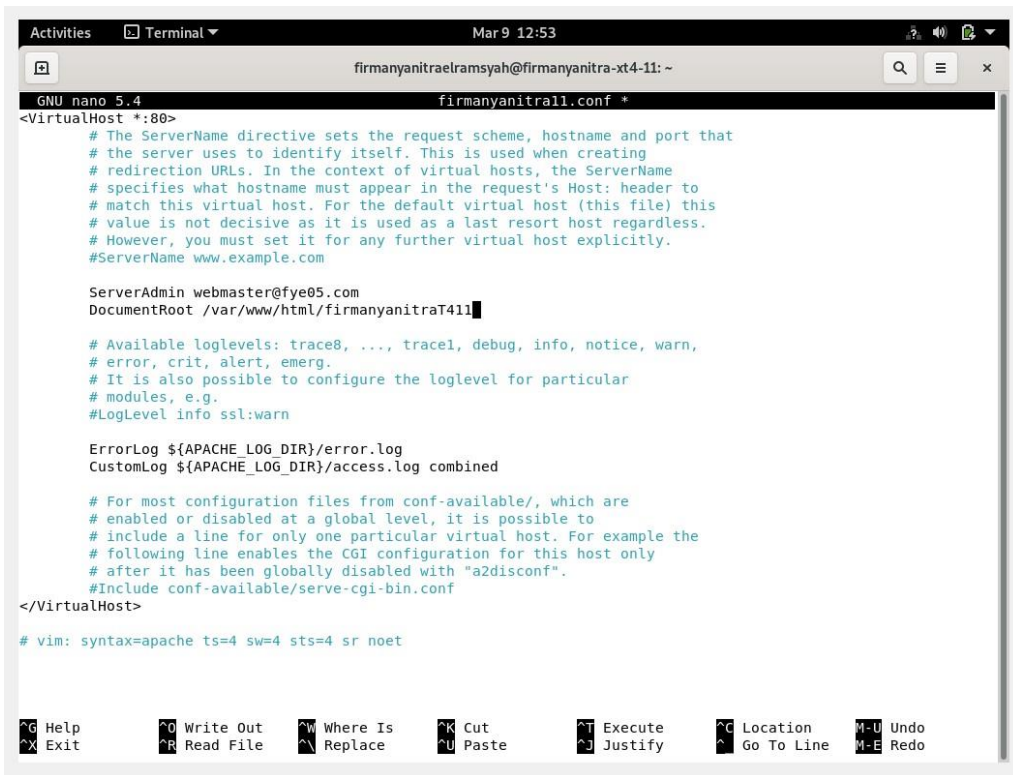 Activities Terminal Mar 9 12:53
firmanyanitraelramsyah@firmanyanitra-xt4-11: ~
GNU nano 5.4 firmanyanitra11.conf *
<VirtualHost *:80>
# The ServerName directive sets the request scheme, hostname and port that
# the server uses to identify itself. This is used when creating
# redirection URLs. In the context of virtual hosts, the ServerName
# specifies what hostname must appear in the request's Host: header to
# match this virtual host. For the default virtual host (this file) this
# value is not decisive as it is used as a last resort host regardless.
# However, you must set it for any further virtual host explicitly.
#ServerName www.example.com
ServerAdmin webmaster@fye05.com
DocumentRoot /var/www/html/firmanyanitraT411
# Available loglevels: trace8, ..., trace1, debug, info, notice, warn,
# error, crit, alert, emerg.
# It is also possible to configure the loglevel for particular
# modules, e.g.
#LogLevel info ssl:warn
ErrorLog ${APACHE_LOG_DIR}/error.log
CustomLog ${APACHE_LOG_DIR}/access.log combined
# For most configuration files from conf-available/, which are
# enabled or disabled at a global level, it is possible to
# include a line for only one particular virtual host. For example the
# following line enables the CGI configuration for this host only
# after it has been globally disabled with "a2disconf".
#Include conf-available/serve-cgi-bin.conf
</VirtualHost>
# vim: syntax=apache ts=4 sw=4 sts=4 sr noet
^G Help ^O Write Out ^W Where Is ^K Cut ^T Execute ^C Location M-U Undo
^X Exit ^R Read File ^\ Replace ^U Paste ^J Justify ^_ Go To Line M-E Redo